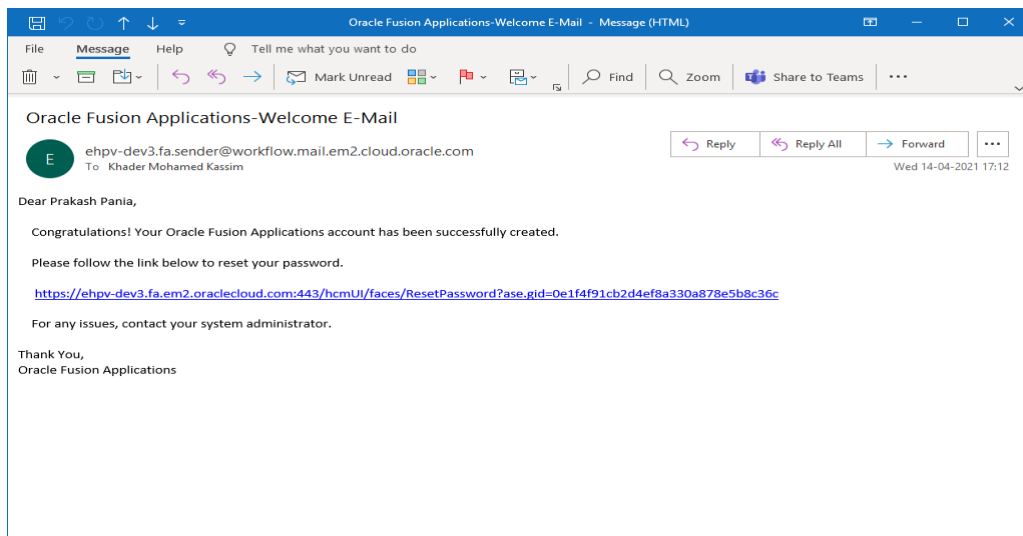 Oracle Fusion Applications-Welcome E-Mail - Message (HTML)
File Message Help Tell me what you want to do
Mark Unread Find Zoom Share to Teams ...
Oracle Fusion Applications-Welcome E-Mail
E
ehpv-dev3.fa.sender@workflow.mail.em2.cloud.oracle.com
To Khader Mohamed Kassim
Reply Reply All Forward ...
Wed 14-04-2021 17:12
Dear Prakash Pania,
Congratulations! Your Oracle Fusion Applications account has been successfully created.
Please follow the link below to reset your password.
https://ehpv-dev3.fa.em2.oraclecloud.com:443/hcmUI/faces/ResetPassword?ase.gid=0e1f4f91cb2d4ef8a330a878e5b8c36c
For any issues, contact your system administrator.
Thank You,
Oracle Fusion Applications